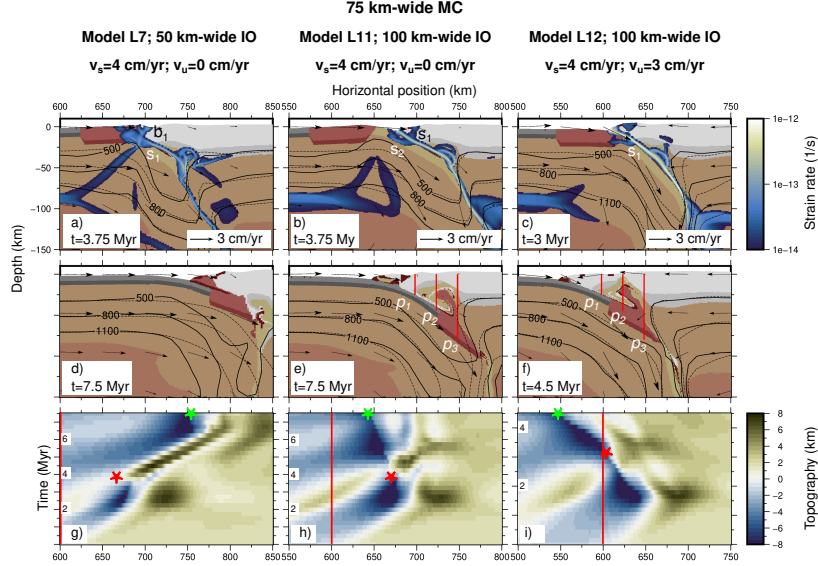 75 km-wide MC
Model L7; 50 km-wide IO Model L11; 100 km-wide IO Model L12; 100 km-wide IO
vs=4 cm/yr; vu=0 cm/yr vs=4 cm/yr; vu=0 cm/yr vs=4 cm/yr; vu=3 cm/yr
Horizontal position (km)
600 650 700 750 800 850 550 600 650 700 750 800 500 550 600 650 700 750
0 −50 −100 −150
Depth (km)
500 800 b1 s1
a) t=3.75 Myr 3 cm/yr
500 800 s1 s2
b) t=3.75 My 3 cm/yr
500 800 1100 s1
c) t=3 Myr 3 cm/yr
1e−12
1e−13
1e−14
Strain rate (1/s)
500 800 1100
d) t=7.5 Myr
500 800 1100 p1 p2 p3
e) t=7.5 Myr
500 800 1100 p1 p2 p3
f) t=4.5 Myr
Time (Myr)
6 4 2
g)
6 4 2
h)
4 2
i)
8
6
4
2
0
−2
−4
−6
−8
Topography (km)
600 650 700 750 800 850 550 600 650 700 750 800 500 550 600 650 700 750